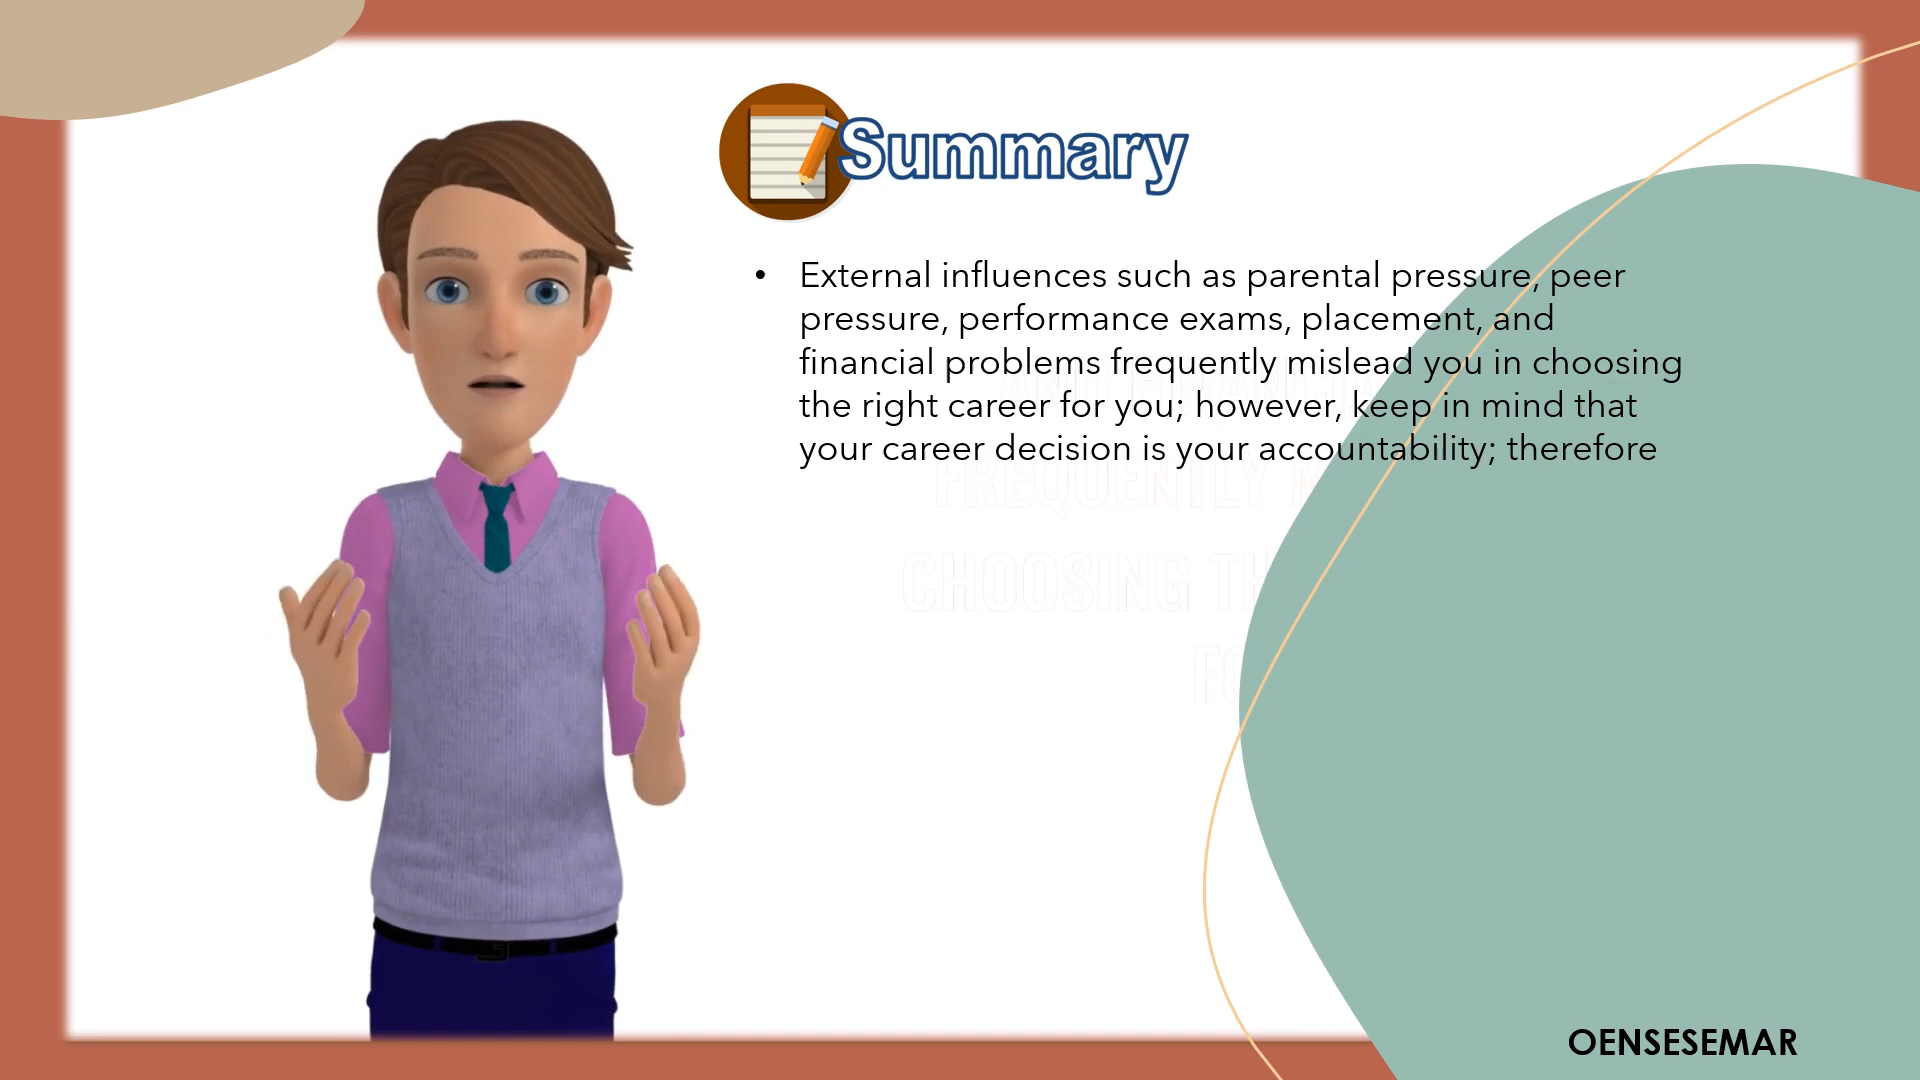 Summary
• External influences such as parental pressure, peer
pressure, performance exams, placement, and
financial problems frequently mislead you in choosing
the right career for you; however, keep in mind that
your career decision is your accountability; therefore
FREQUENTLY
CHOOSING
OENSESEMAR